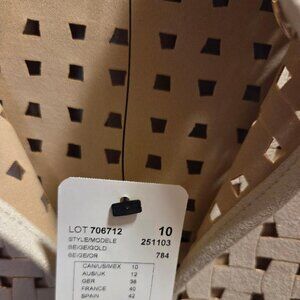 LOT 706712 10
STYLE/MODELE 251103
BEIGE/GOLD
BEIGE/OR 784
CAN/US/MEX 10
AUS/UK 12
GER 36
FRANCE 40
SPAIN 42